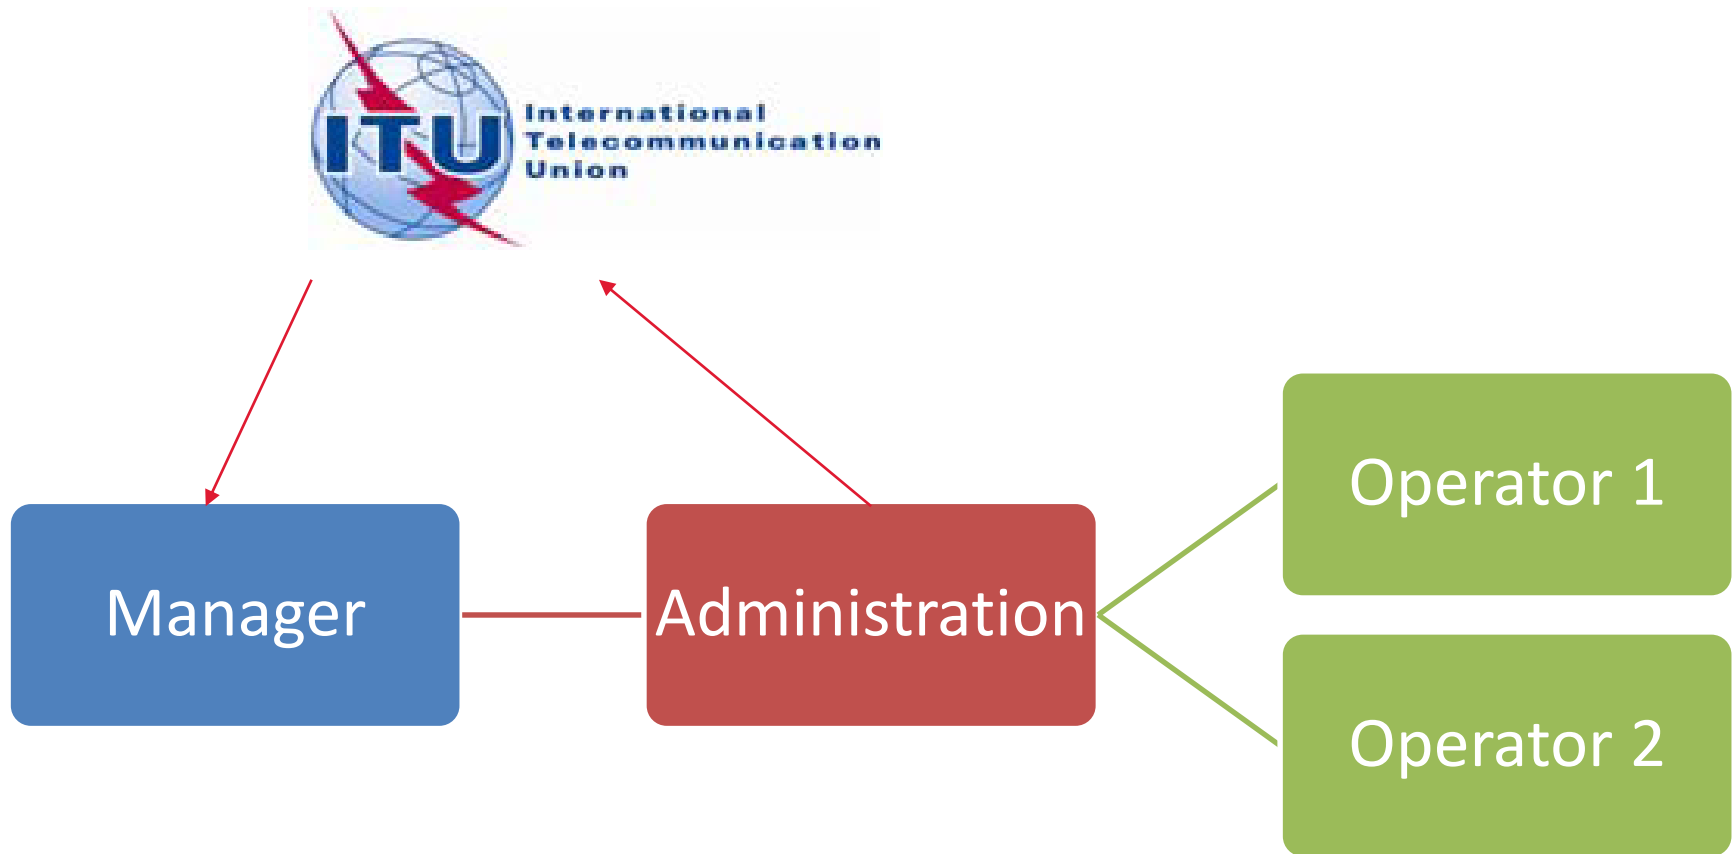 ITU
International
Telecommunication
Union
Manager
Administration
Operator 1
Operator 2